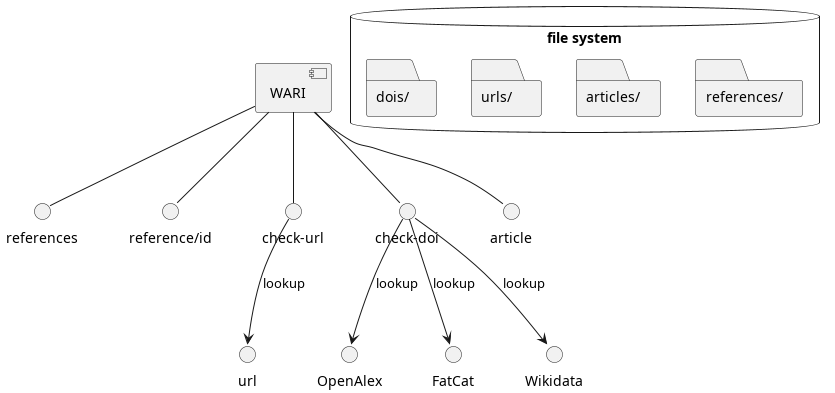 file system
dois/
urls/
articles/
references/
WARI
references
reference/id
check-url
check-doi
article
lookup
lookup
lookup
lookup
url
OpenAlex
FatCat
Wikidata